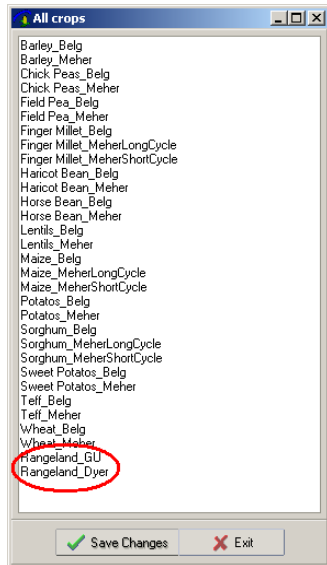 All crops
Barley_Belg
Barley_Meher
Chick Peas_Belg
Chick Peas_Meher
Field Pea_Belg
Field Pea_Meher
Finger Millet_Belg
Finger Millet_MeherLongCycle
Finger Millet_MeherShortCycle
Haricot Bean_Belg
Haricot Bean_Meher
Horse Bean_Belg
Horse Bean_Meher
Lentils_Belg
Lentils_Meher
Maize_Belg
Maize_MeherLongCycle
Maize_MeherShortCycle
Potatos_Belg
Potatos_Meher
Sorghum_Belg
Sorghum_MeherLongCycle
Sorghum_MeherShortCycle
Sweet Potatos_Belg
Sweet Potatos_Meher
Teff_Belg
Teff_Meher
Wheat_Belg
Wheat_Meher
Rangeland_GU
Rangeland_Dyer
Save Changes Exit